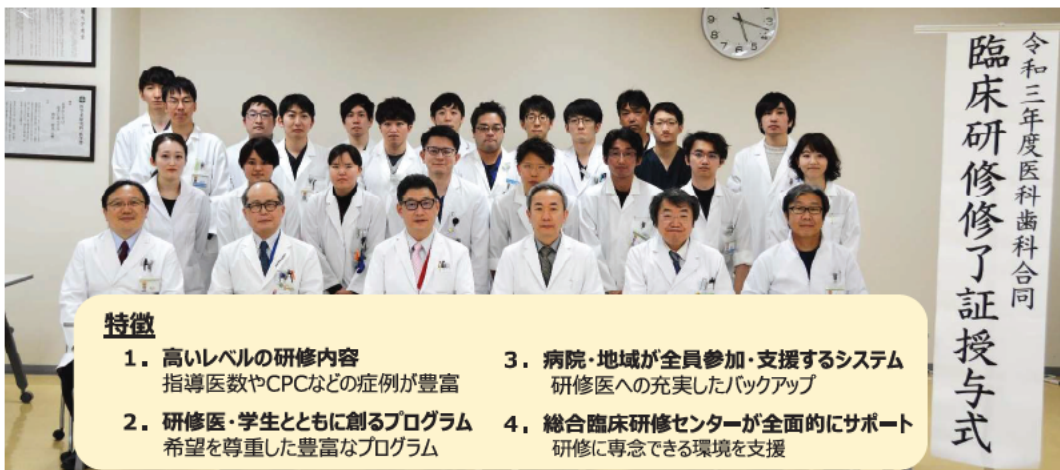 令和三年度医科歯科合同
臨床研修修了証授与式
特徴
1．高いレベルの研修内容
指導医数やCPCなどの症例が豊富
2．研修医・学生とともに創るプログラム
希望を尊重した豊富なプログラム
3．病院・地域が全員参加・支援するシステム
研修医への充実したバックアップ
4．総合臨床研修センターが全面的にサポート
研修に専念できる環境を支援